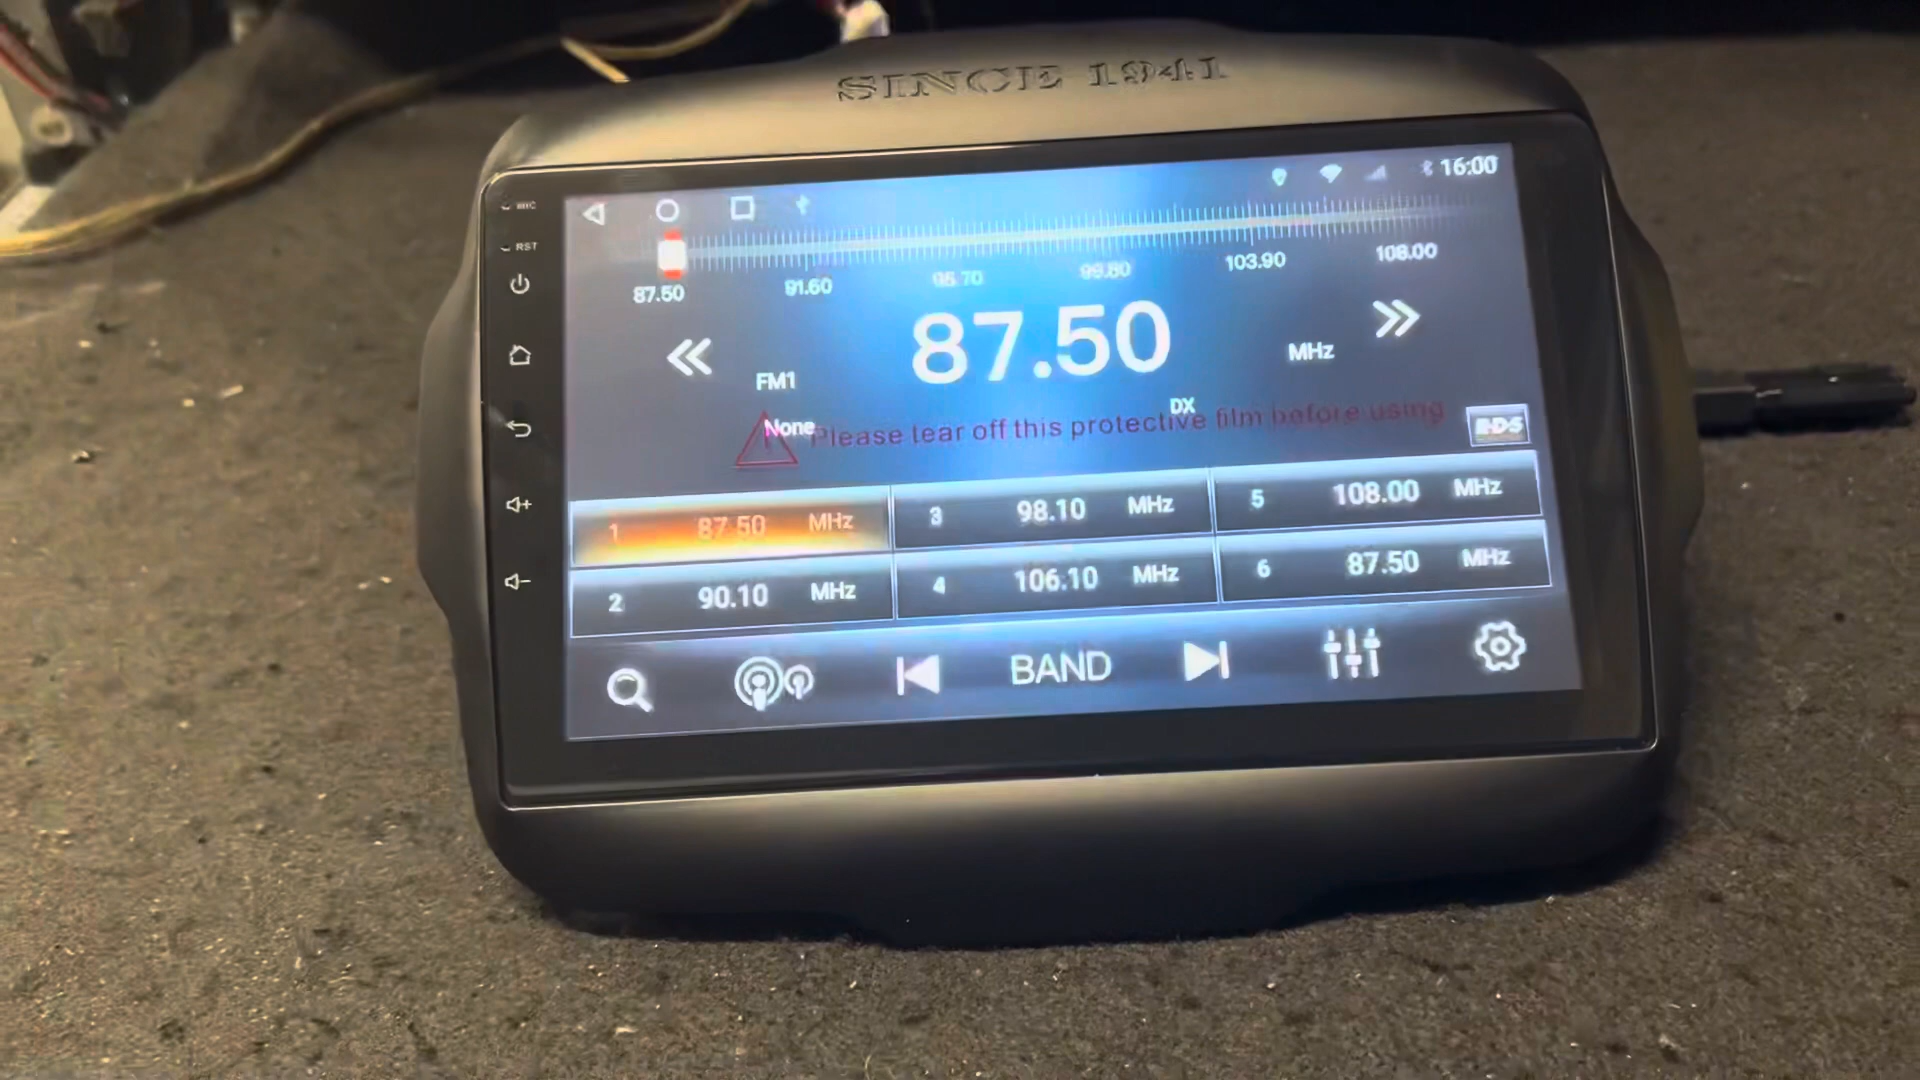 SINCE 1941
MIC
RST
16:00
87.50
91.60
95.70
99.80
103.90
108.00
87.50
MHz
FM1
DX
None
Please tear off this protective film before using
RDS
1 87.50 MHz
3 98.10 MHz
5 108.00 MHz
2 90.10 MHz
4 106.10 MHz
6 87.50 MHz
BAND